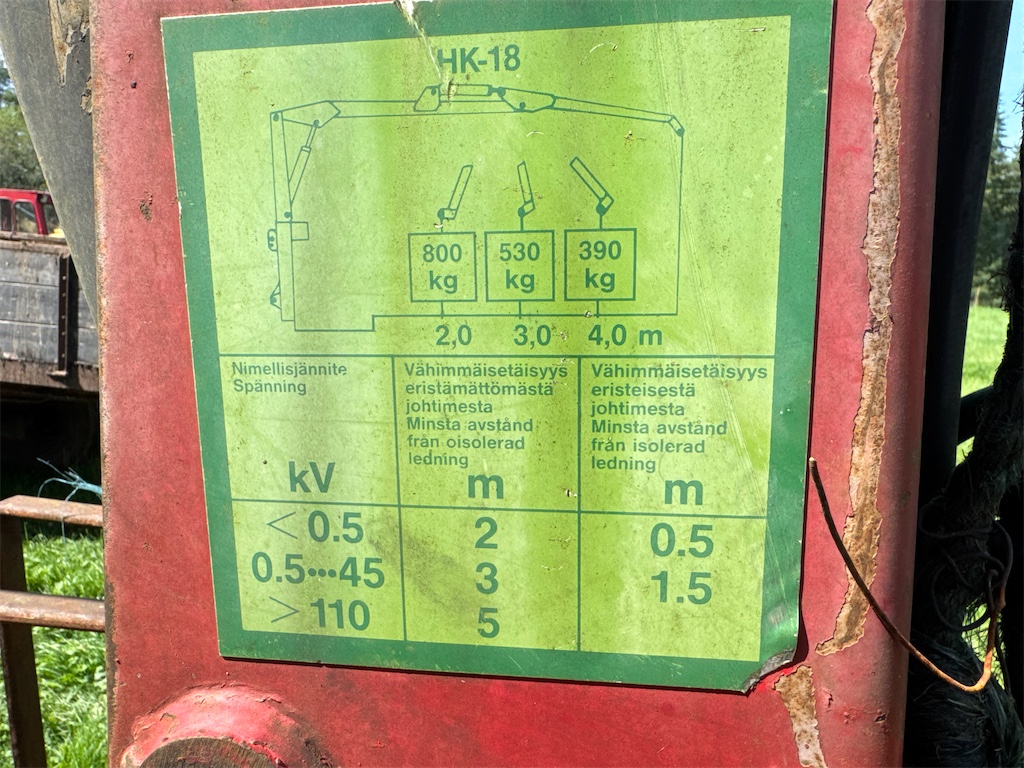 HK-18
800 530 390
kg kg kg
2,0 3,0 4,0 m
Nimellisjännite
Spänning
kV
Vähimmäisetäisyys
eristämättömästä
johtimesta
Minsta avstånd
från oisolerad
ledning
m
Vähimmäisetäisyys
eristeisestä
johtimesta
Minsta avstånd
från isolerad
ledning
m
< 0.5 2 0.5
0.5•••45 3 1.5
> 110 5